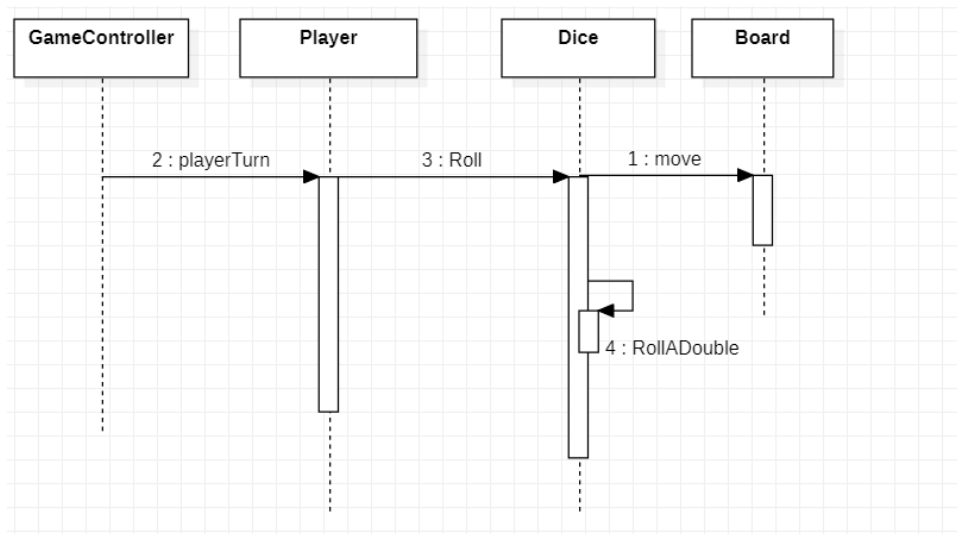 GameController
Player
Dice
Board
2 : playerTurn
3 : Roll
1 : move
4 : RollADouble